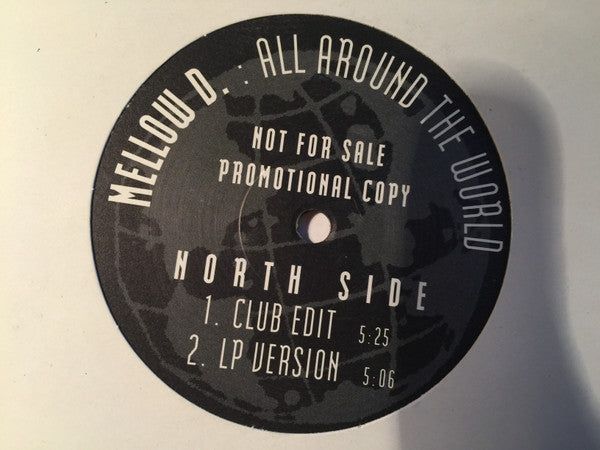 MELLOW D. : ALL AROUND THE WORLD
NOT FOR SALE
PROMOTIONAL COPY
NORTH SIDE
1. CLUB EDIT 5:25
2. LP VERSION 5:06